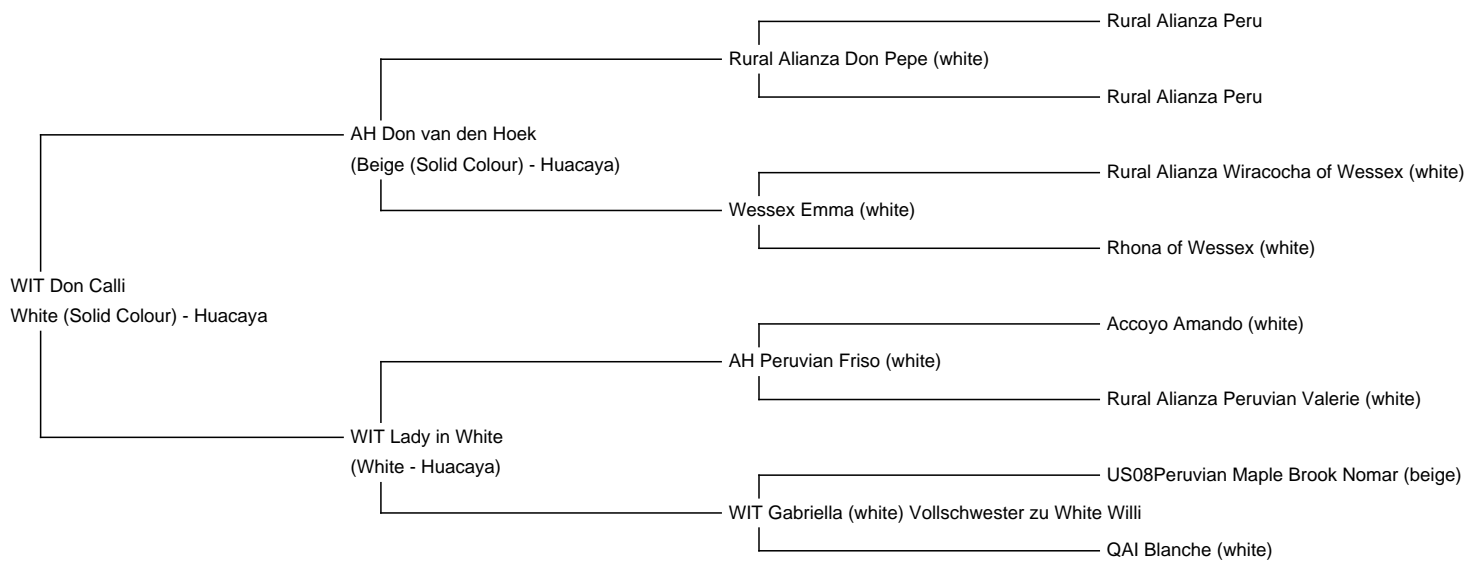 Rural Alianza Peru
Rural Alianza Don Pepe (white)
Rural Alianza Peru
AH Don van den Hoek
(Beige (Solid Colour) - Huacaya)
Rural Alianza Wiracocha of Wessex (white)
Wessex Emma (white)
Rhona of Wessex (white)
WIT Don Calli
White (Solid Colour) - Huacaya
Accoyo Amando (white)
AH Peruvian Friso (white)
Rural Alianza Peruvian Valerie (white)
WIT Lady in White
(White - Huacaya)
US08Peruvian Maple Brook Nomar (beige)
WIT Gabriella (white) Vollschwester zu White Willi
QAI Blanche (white)